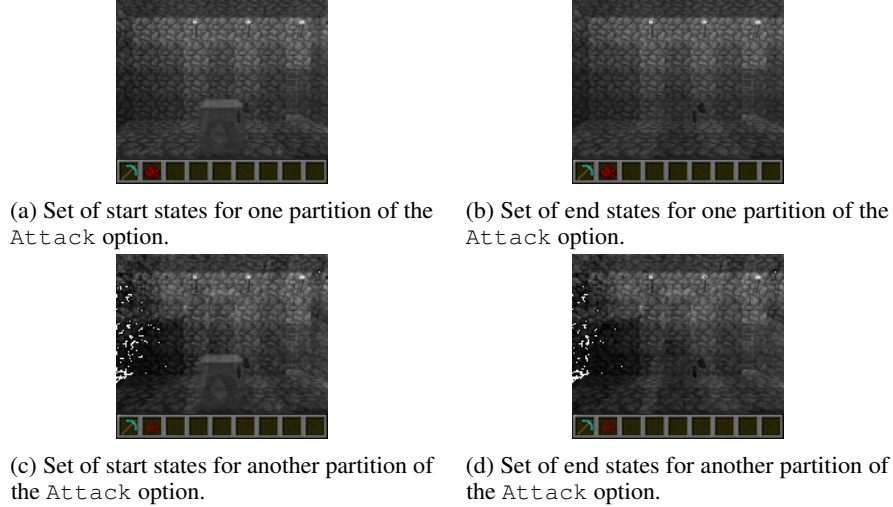 (a) Set of start states for one partition of the
Attack option.
(b) Set of end states for one partition of the
Attack option.
(c) Set of start states for another partition of
the Attack option.
(d) Set of end states for another partition of
the Attack option.